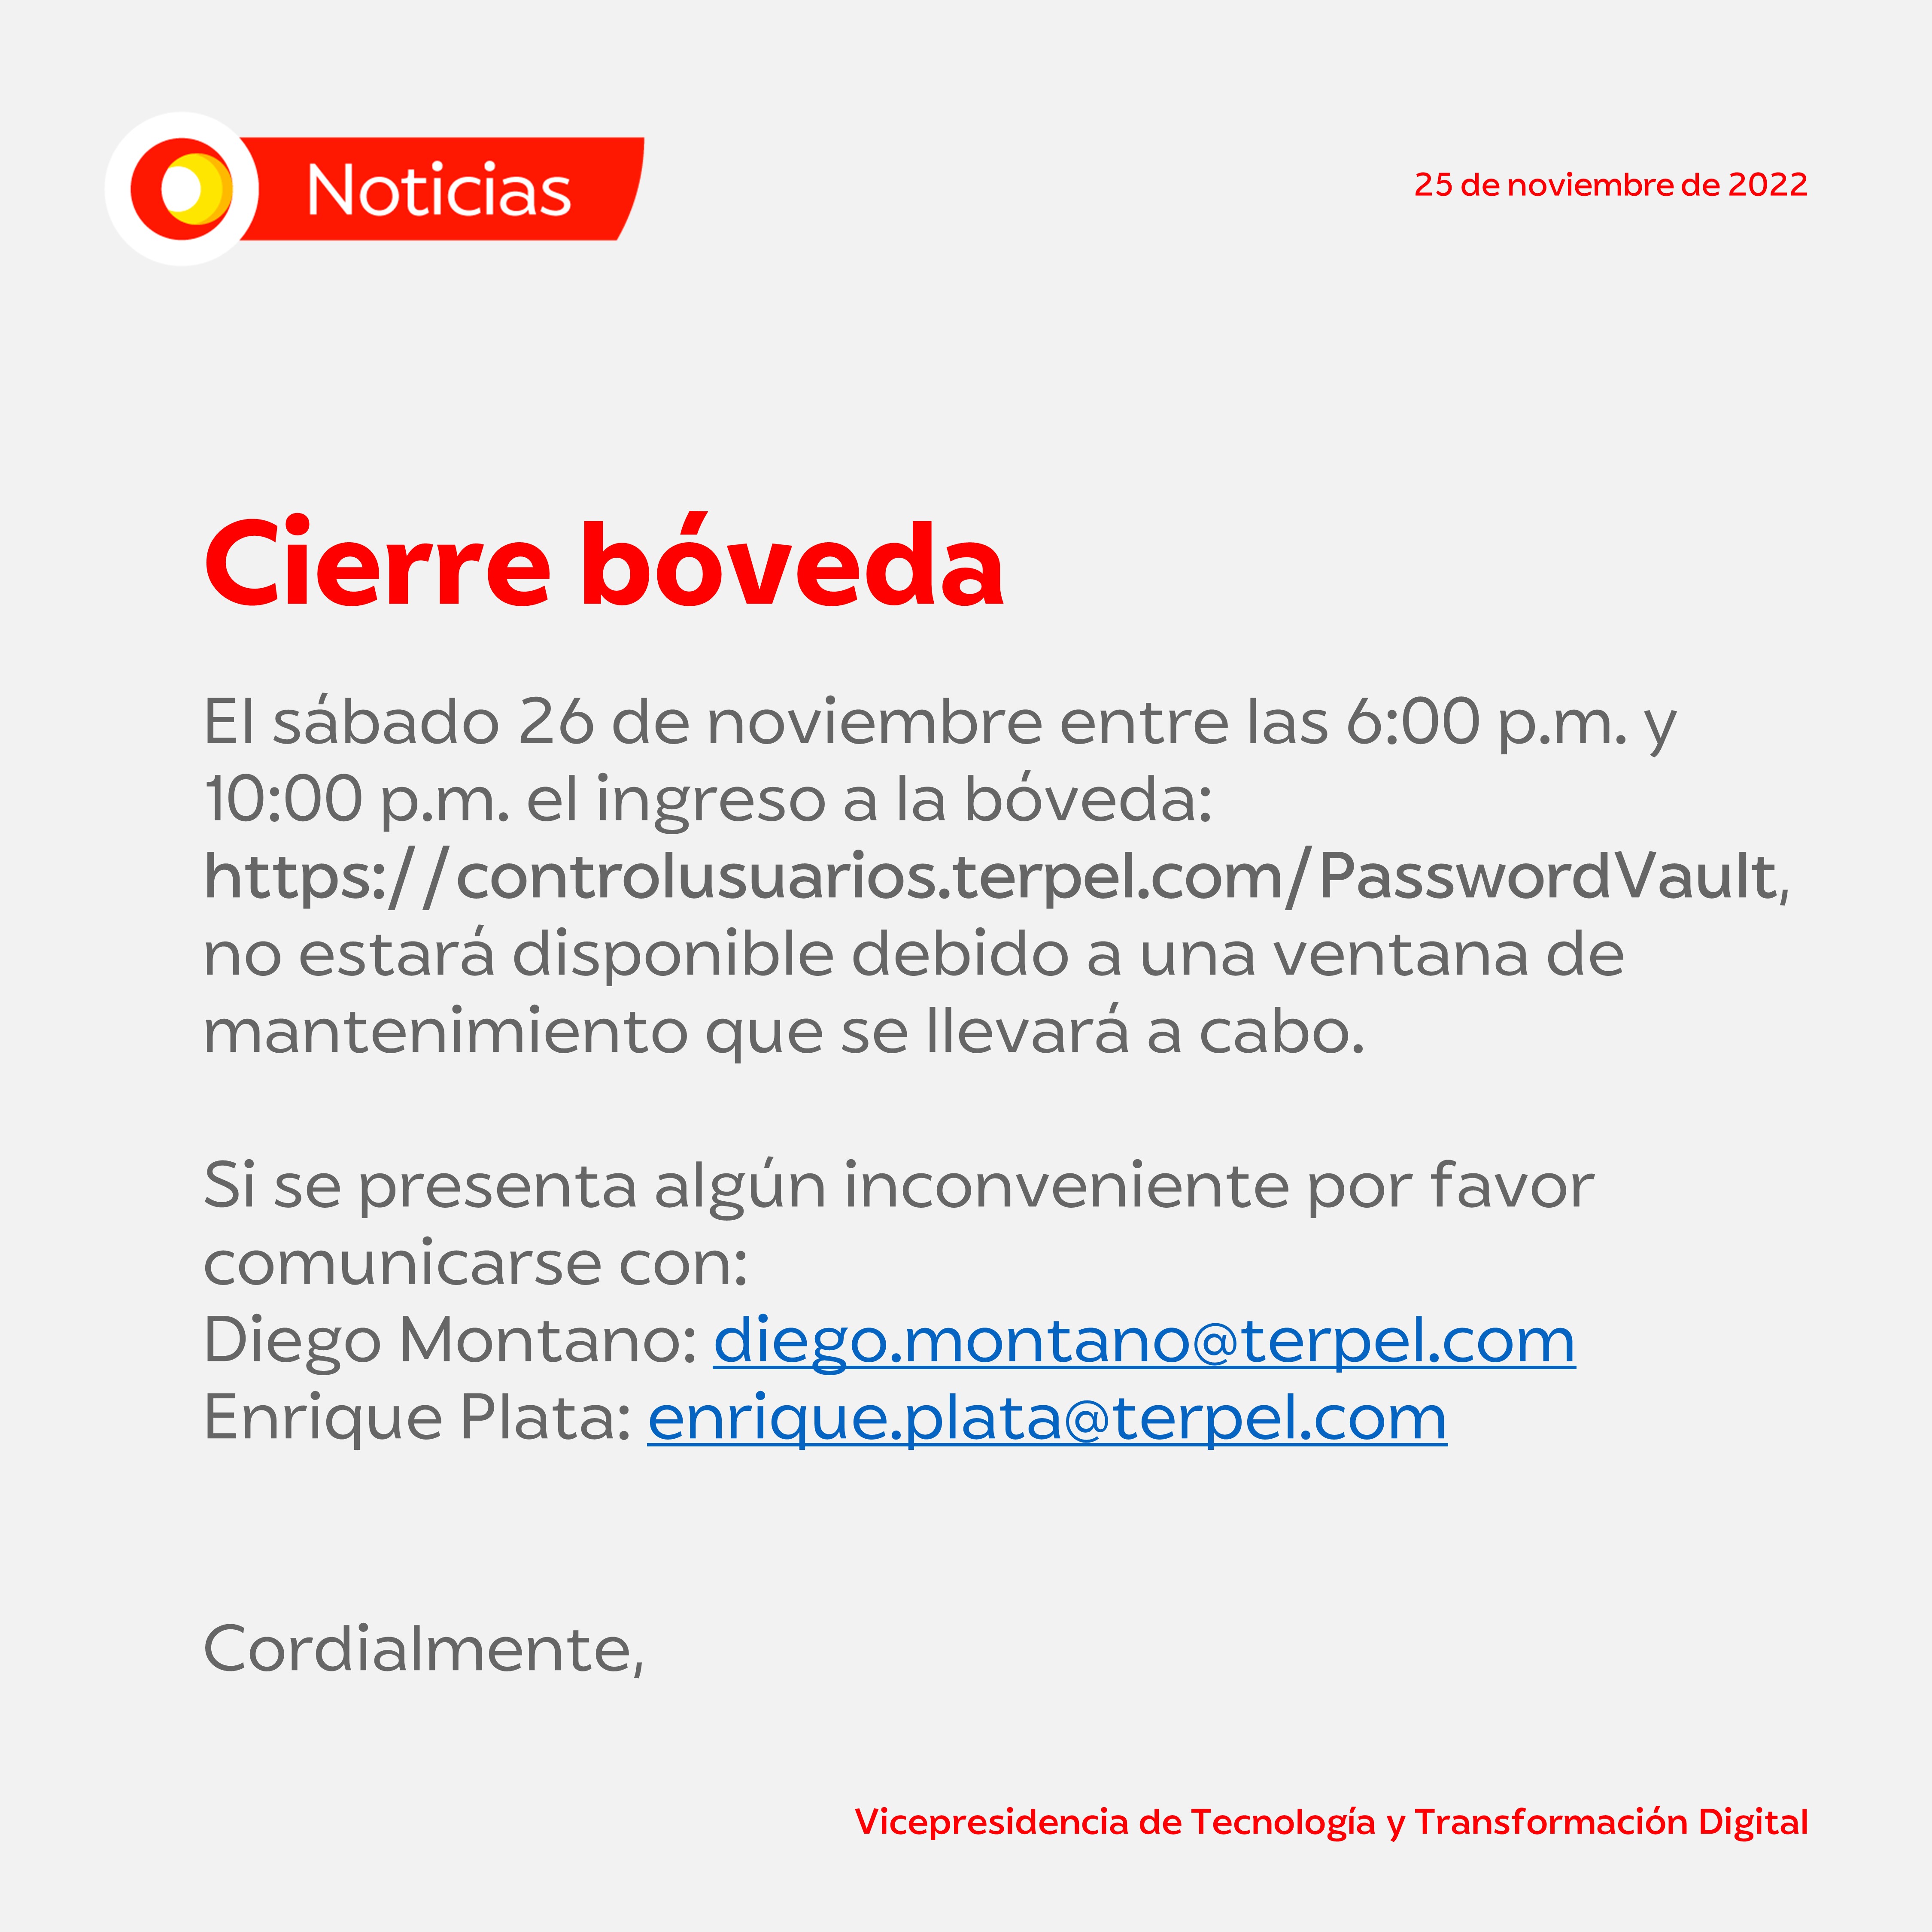 Noticias
25 de noviembre de 2022
Cierre bóveda
El sábado 26 de noviembre entre las 6:00 p.m. y
10:00 p.m. el ingreso a la bóveda:
https://controlusuarios.terpel.com/PasswordVault,
no estará disponible debido a una ventana de
mantenimiento que se llevará a cabo.
Si se presenta algún inconveniente por favor
comunicarse con:
Diego Montano: diego.montano@terpel.com
Enrique Plata: enrique.plata@terpel.com
Cordialmente,
Vicepresidencia de Tecnología y Transformación Digital